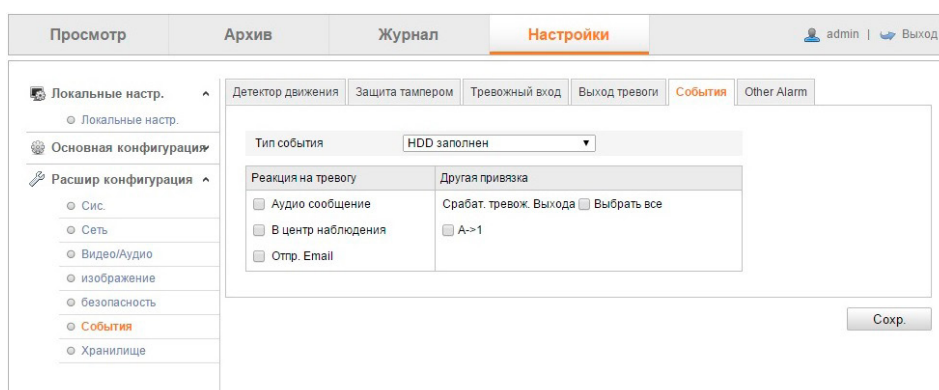 Просмотр Архив Журнал Настройки admin | Выход
Локальные настр.
Локальные настр.
Основная конфигурация
Расшир конфигурация
Сис.
Сеть
Видео/Аудио
изображение
безопасность
События
Хранилище
Детектор движения Защита тампером Тревожный вход Выход тревоги События Other Alarm
Тип события HDD заполнен
Реакция на тревогу Другая привязка
Аудио сообщение Срабат. тревож. Выхода Выбрать все
В центр наблюдения A->1
Отпр. Email
Сохр.